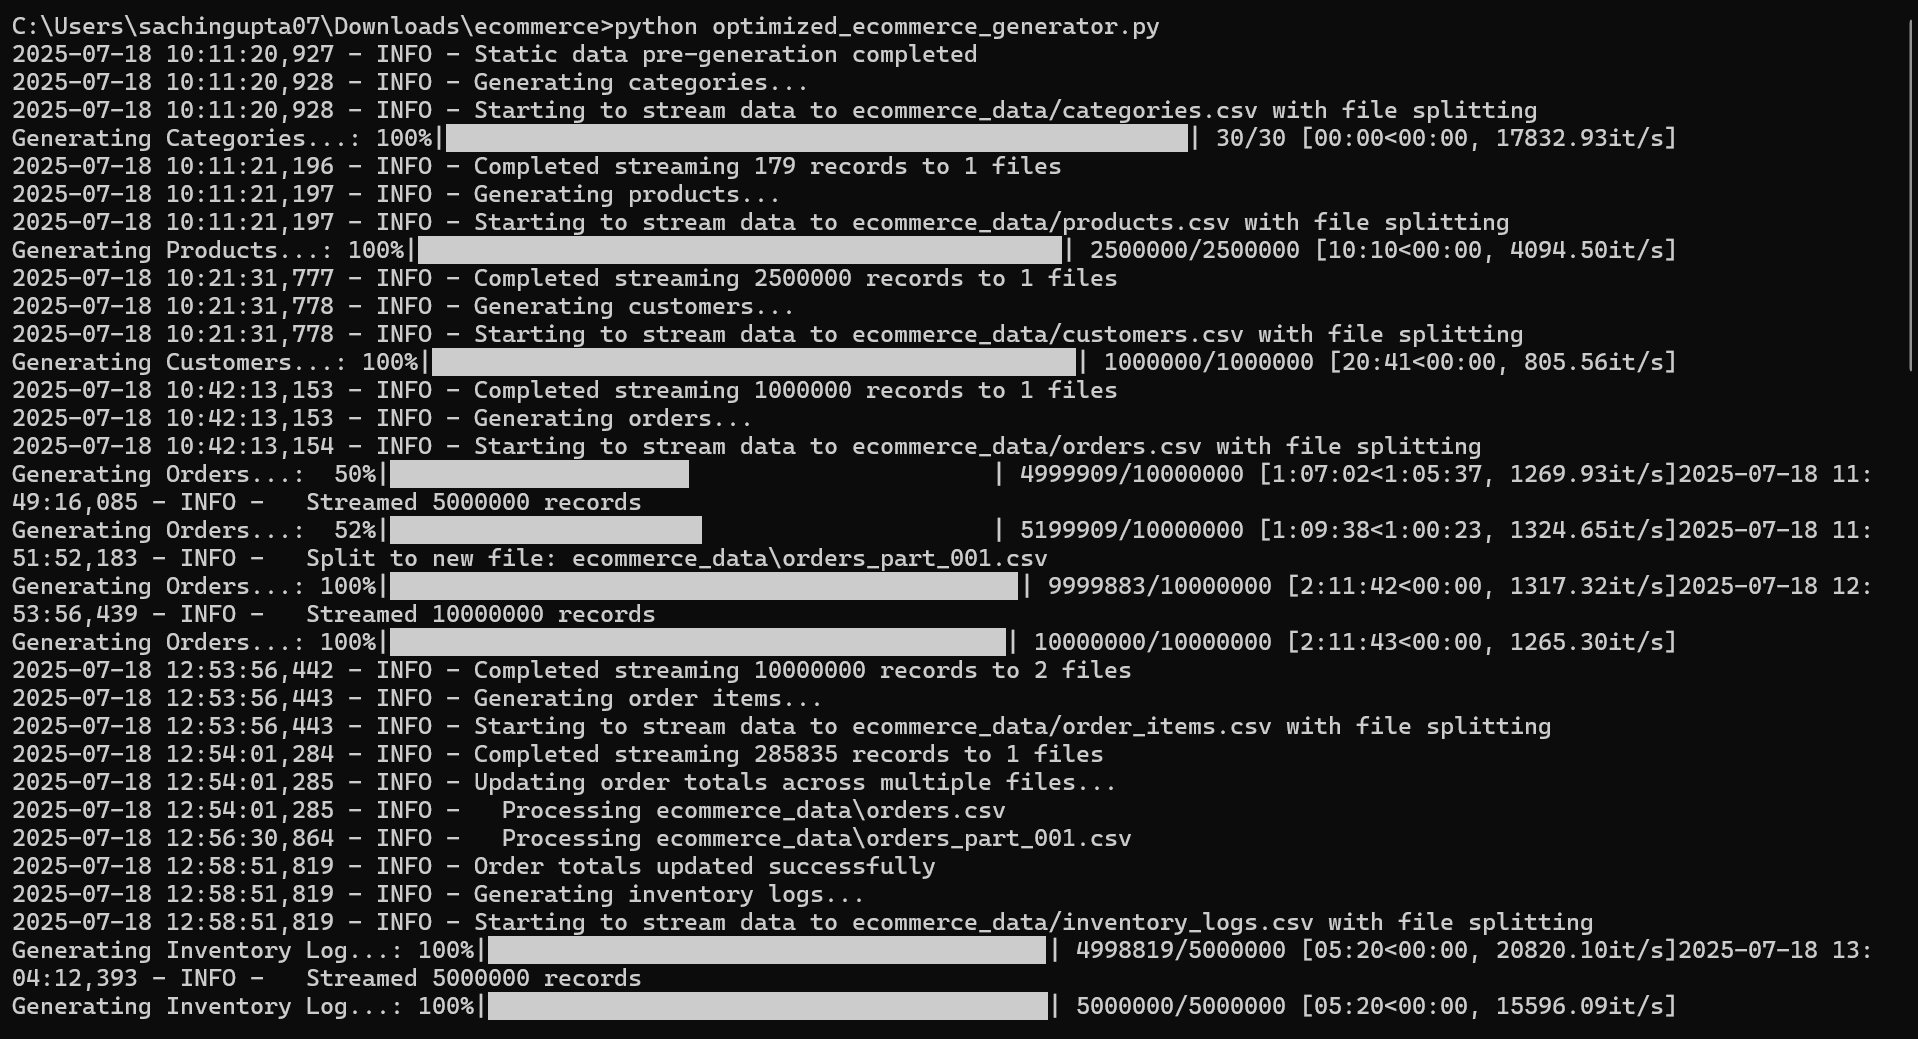 C:\Users\sachingupta07\Downloads\ecommerce>python optimized_ecommerce_generator.py
2025-07-18 10:11:20,927 - INFO - Static data pre-generation completed
2025-07-18 10:11:20,928 - INFO - Generating categories...
2025-07-18 10:11:20,928 - INFO - Starting to stream data to ecommerce_data/categories.csv with file splitting
Generating Categories...: 100%|██████████| 30/30 [00:00<00:00, 17832.93it/s]
2025-07-18 10:11:21,196 - INFO - Completed streaming 179 records to 1 files
2025-07-18 10:11:21,197 - INFO - Generating products...
2025-07-18 10:11:21,197 - INFO - Starting to stream data to ecommerce_data/products.csv with file splitting
Generating Products...: 100%|██████████| 2500000/2500000 [10:10<00:00, 4094.50it/s]
2025-07-18 10:21:31,777 - INFO - Completed streaming 2500000 records to 1 files
2025-07-18 10:21:31,778 - INFO - Generating customers...
2025-07-18 10:21:31,778 - INFO - Starting to stream data to ecommerce_data/customers.csv with file splitting
Generating Customers...: 100%|██████████| 1000000/1000000 [20:41<00:00, 805.56it/s]
2025-07-18 10:42:13,153 - INFO - Completed streaming 1000000 records to 1 files
2025-07-18 10:42:13,153 - INFO - Generating orders...
2025-07-18 10:42:13,154 - INFO - Starting to stream data to ecommerce_data/orders.csv with file splitting
Generating Orders...:  50%|█████     | 4999909/10000000 [1:07:02<1:05:37, 1269.93it/s]2025-07-18 11:
49:16,085 - INFO -   Streamed 5000000 records
Generating Orders...:  52%|█████     | 5199909/10000000 [1:09:38<1:00:23, 1324.65it/s]2025-07-18 11:
51:52,183 - INFO -   Split to new file: ecommerce_data\orders_part_001.csv
Generating Orders...: 100%|██████████| 9999883/10000000 [2:11:42<00:00, 1317.32it/s]2025-07-18 12:
53:56,439 - INFO -   Streamed 10000000 records
Generating Orders...: 100%|██████████| 10000000/10000000 [2:11:43<00:00, 1265.30it/s]
2025-07-18 12:53:56,442 - INFO - Completed streaming 10000000 records to 2 files
2025-07-18 12:53:56,443 - INFO - Generating order items...
2025-07-18 12:53:56,443 - INFO - Starting to stream data to ecommerce_data/order_items.csv with file splitting
2025-07-18 12:54:01,284 - INFO - Completed streaming 285835 records to 1 files
2025-07-18 12:54:01,285 - INFO - Updating order totals across multiple files...
2025-07-18 12:54:01,285 - INFO -   Processing ecommerce_data\orders.csv
2025-07-18 12:56:30,864 - INFO -   Processing ecommerce_data\orders_part_001.csv
2025-07-18 12:58:51,819 - INFO - Order totals updated successfully
2025-07-18 12:58:51,819 - INFO - Generating inventory logs...
2025-07-18 12:58:51,819 - INFO - Starting to stream data to ecommerce_data/inventory_logs.csv with file splitting
Generating Inventory Log...: 100%|██████████| 4998819/5000000 [05:20<00:00, 20820.10it/s]2025-07-18 13:
04:12,393 - INFO -   Streamed 5000000 records
Generating Inventory Log...: 100%|██████████| 5000000/5000000 [05:20<00:00, 15596.09it/s]